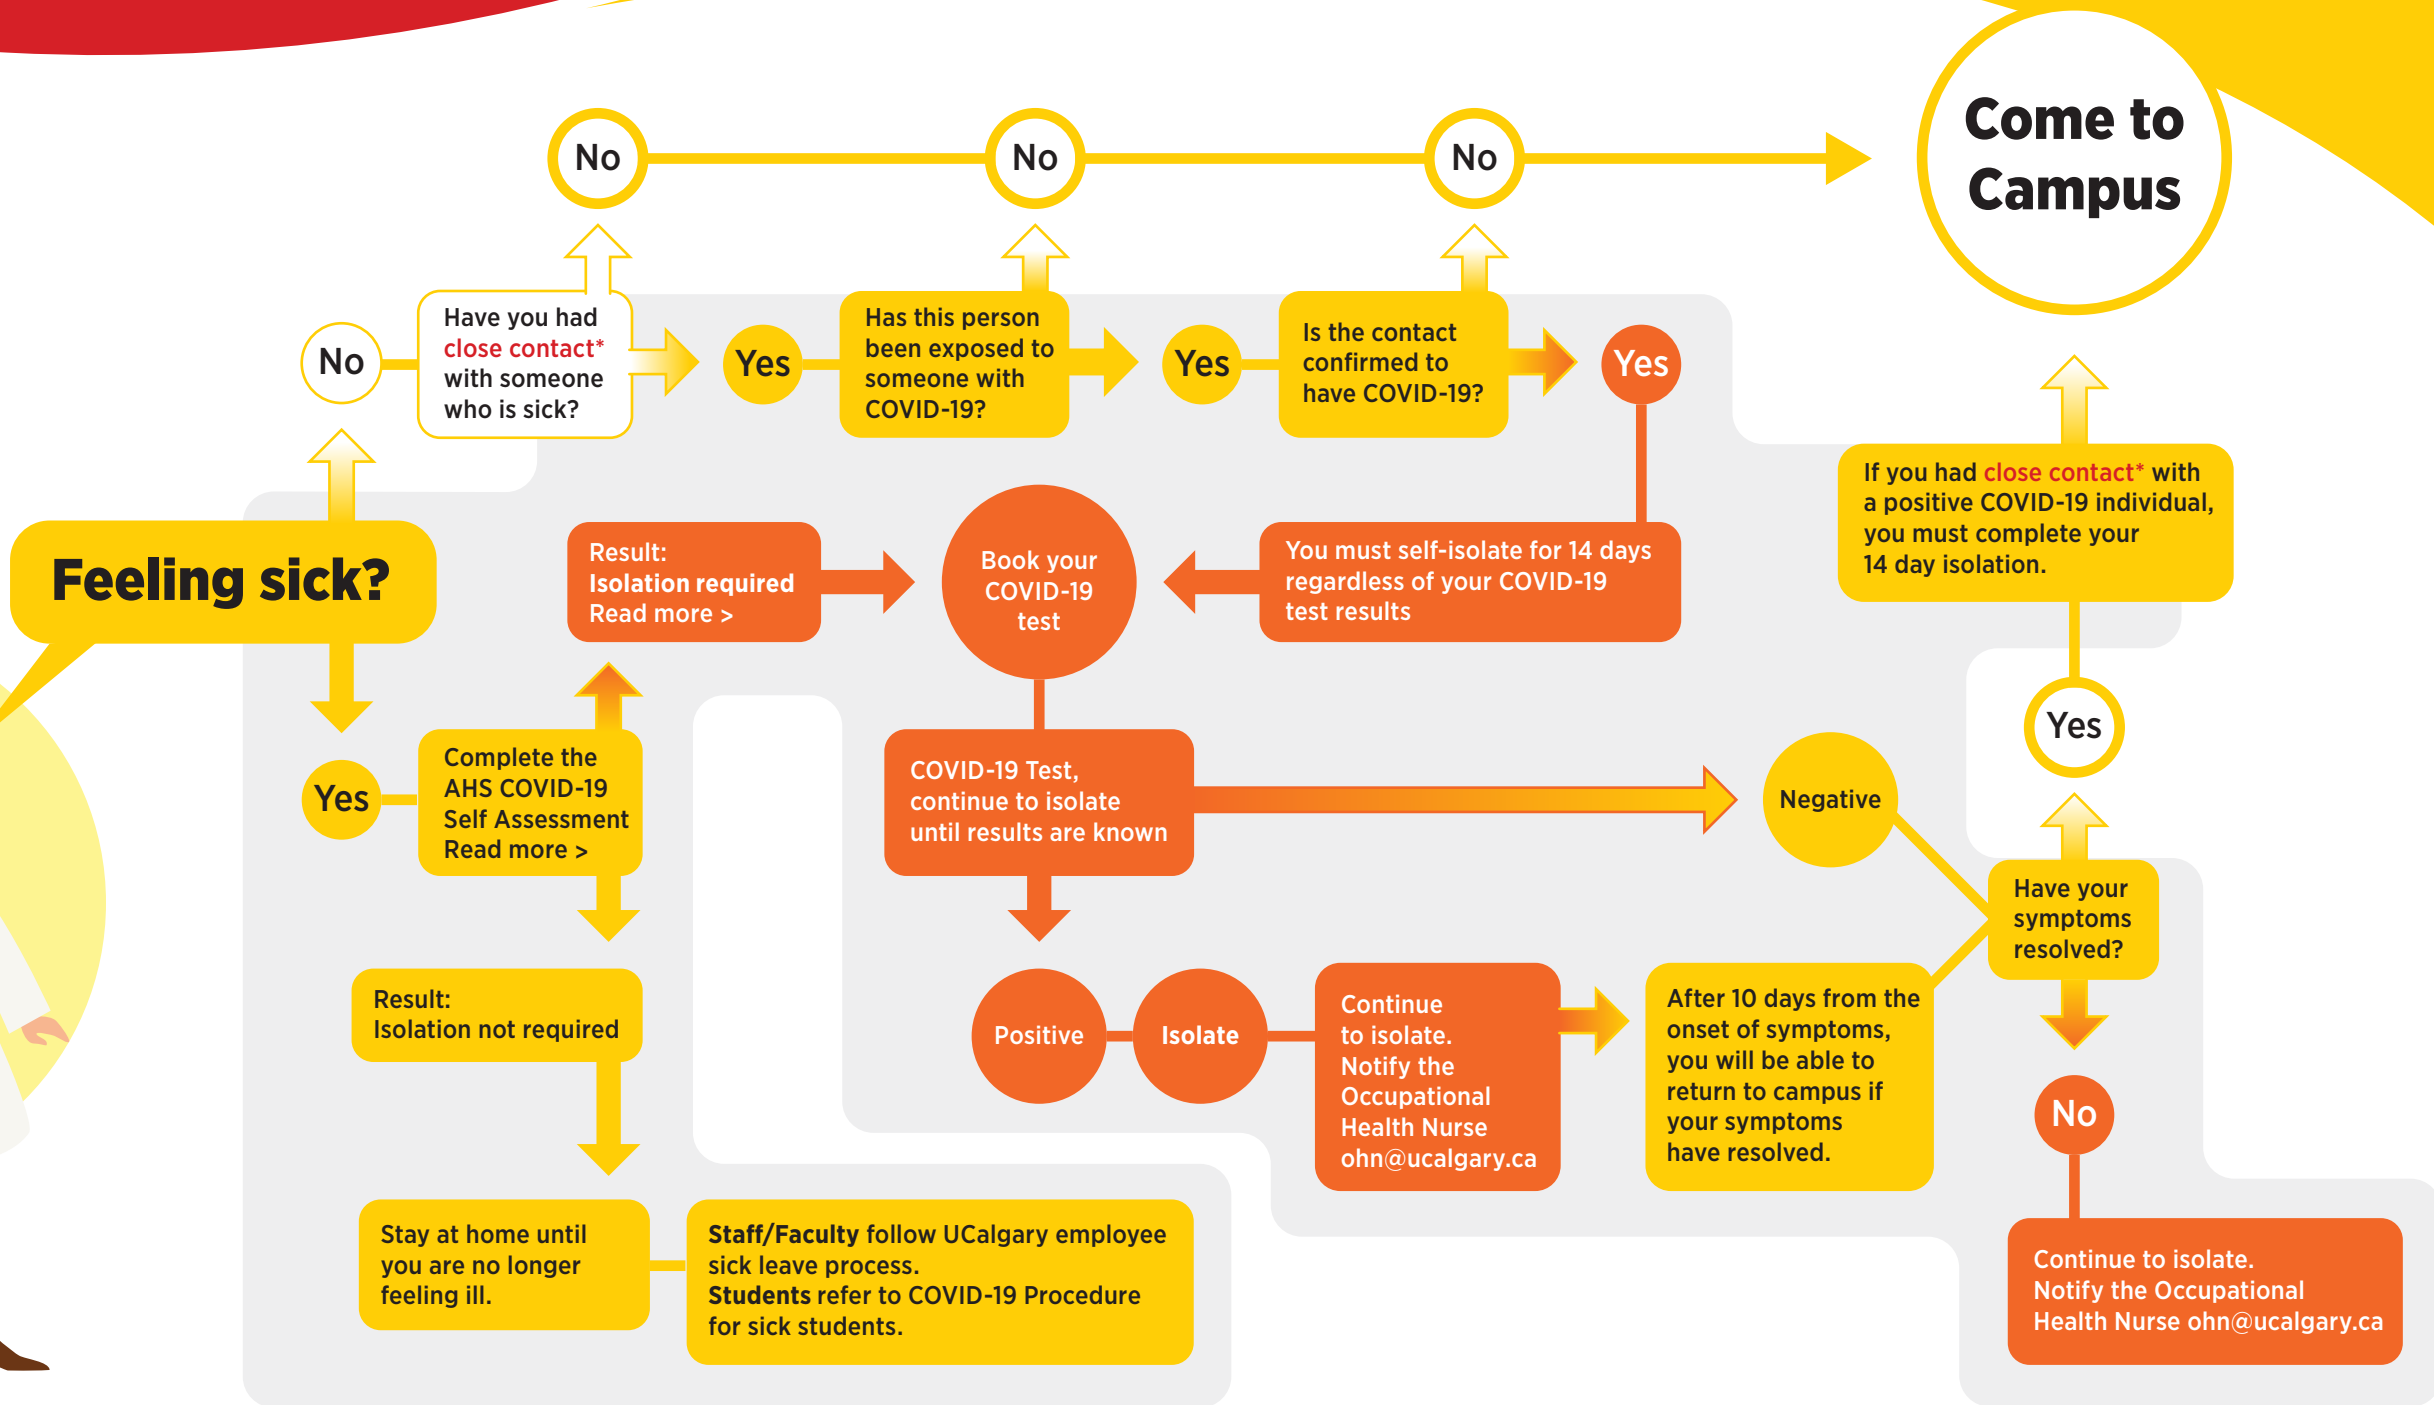 Come to
Campus
No
No
No
No
Have you had
close contact*
with someone
who is sick?
Yes
Has this person
been exposed to
someone with
COVID-19?
Yes
Is the contact
confirmed to
have COVID-19?
Yes
Feeling sick?
Result:
Isolation required
Read more >
Book your
COVID-19
test
You must self-isolate for 14 days
regardless of your COVID-19
test results
If you had close contact* with
a positive COVID-19 individual,
you must complete your
14 day isolation.
Yes
Yes
Complete the
AHS COVID-19
Self Assessment
Read more >
COVID-19 Test,
continue to isolate
until results are known
Negative
Have your
symptoms
resolved?
Result:
Isolation not required
Positive
Isolate
Continue
to isolate.
Notify the
Occupational
Health Nurse
ohn@ucalgary.ca
After 10 days from the
onset of symptoms,
you will be able to
return to campus if
your symptoms
have resolved.
No
Stay at home until
you are no longer
feeling ill.
Staff/Faculty follow UCalgary employee
sick leave process.
Students refer to COVID-19 Procedure
for sick students.
Continue to isolate.
Notify the Occupational
Health Nurse ohn@ucalgary.ca